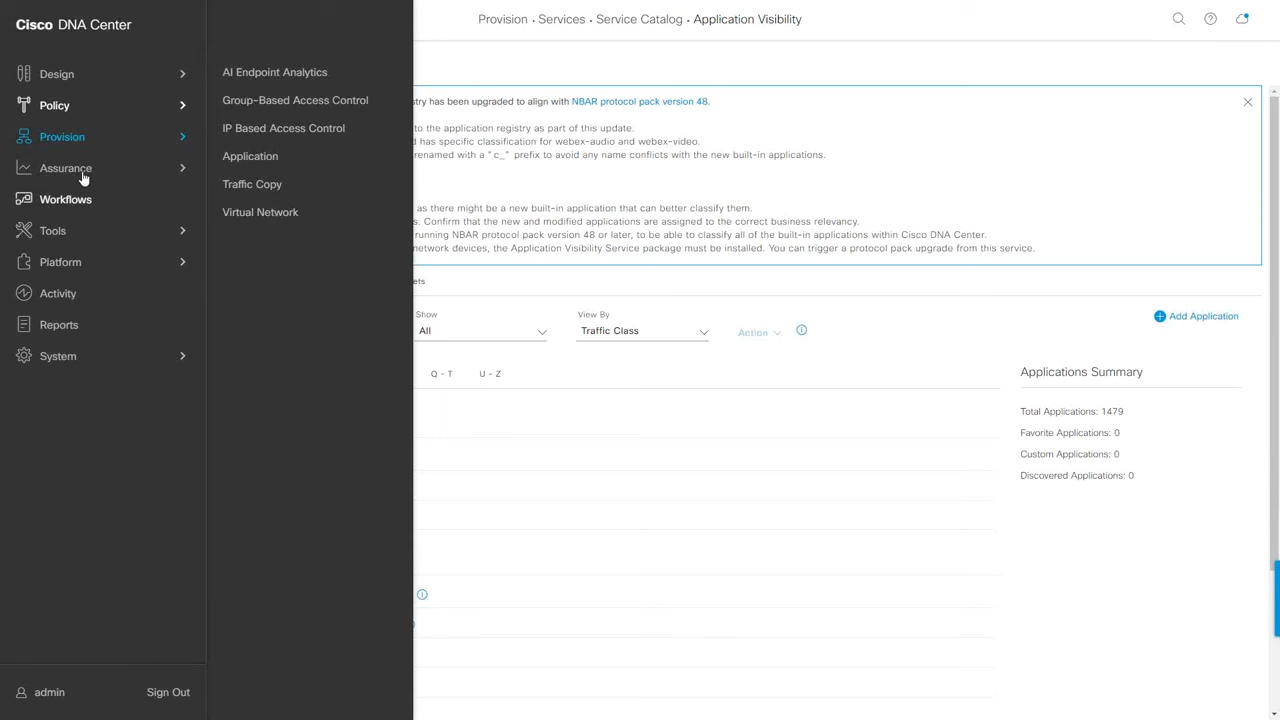 Cisco DNA Center
Design
Policy
Provision
Assurance
Workflows
Tools
Platform
Activity
Reports
System
admin
Sign Out
AI Endpoint Analytics
Group-Based Access Control
IP Based Access Control
Application
Traffic Copy
Virtual Network
Provision • Services • Service Catalog • Application Visibility
stry has been upgraded to align with NBAR protocol pack version 48.
to the application registry as part of this update.
d has specific classification for webex-audio and webex-video.
renamed with a "c_" prefix to avoid any name conflicts with the new built-in applications.
as there might be a new built-in application that can better classify them.
s. Confirm that the new and modified applications are assigned to the correct business relevancy.
running NBAR protocol pack version 48 or later, to be able to classify all of the built-in applications within Cisco DNA Center.
network devices, the Application Visibility Service package must be installed. You can trigger a protocol pack upgrade from this service.
ets
Show
All
View By
Traffic Class
Action
Add Application
Q - T U - Z
Applications Summary
Total Applications: 1479
Favorite Applications: 0
Custom Applications: 0
Discovered Applications: 0